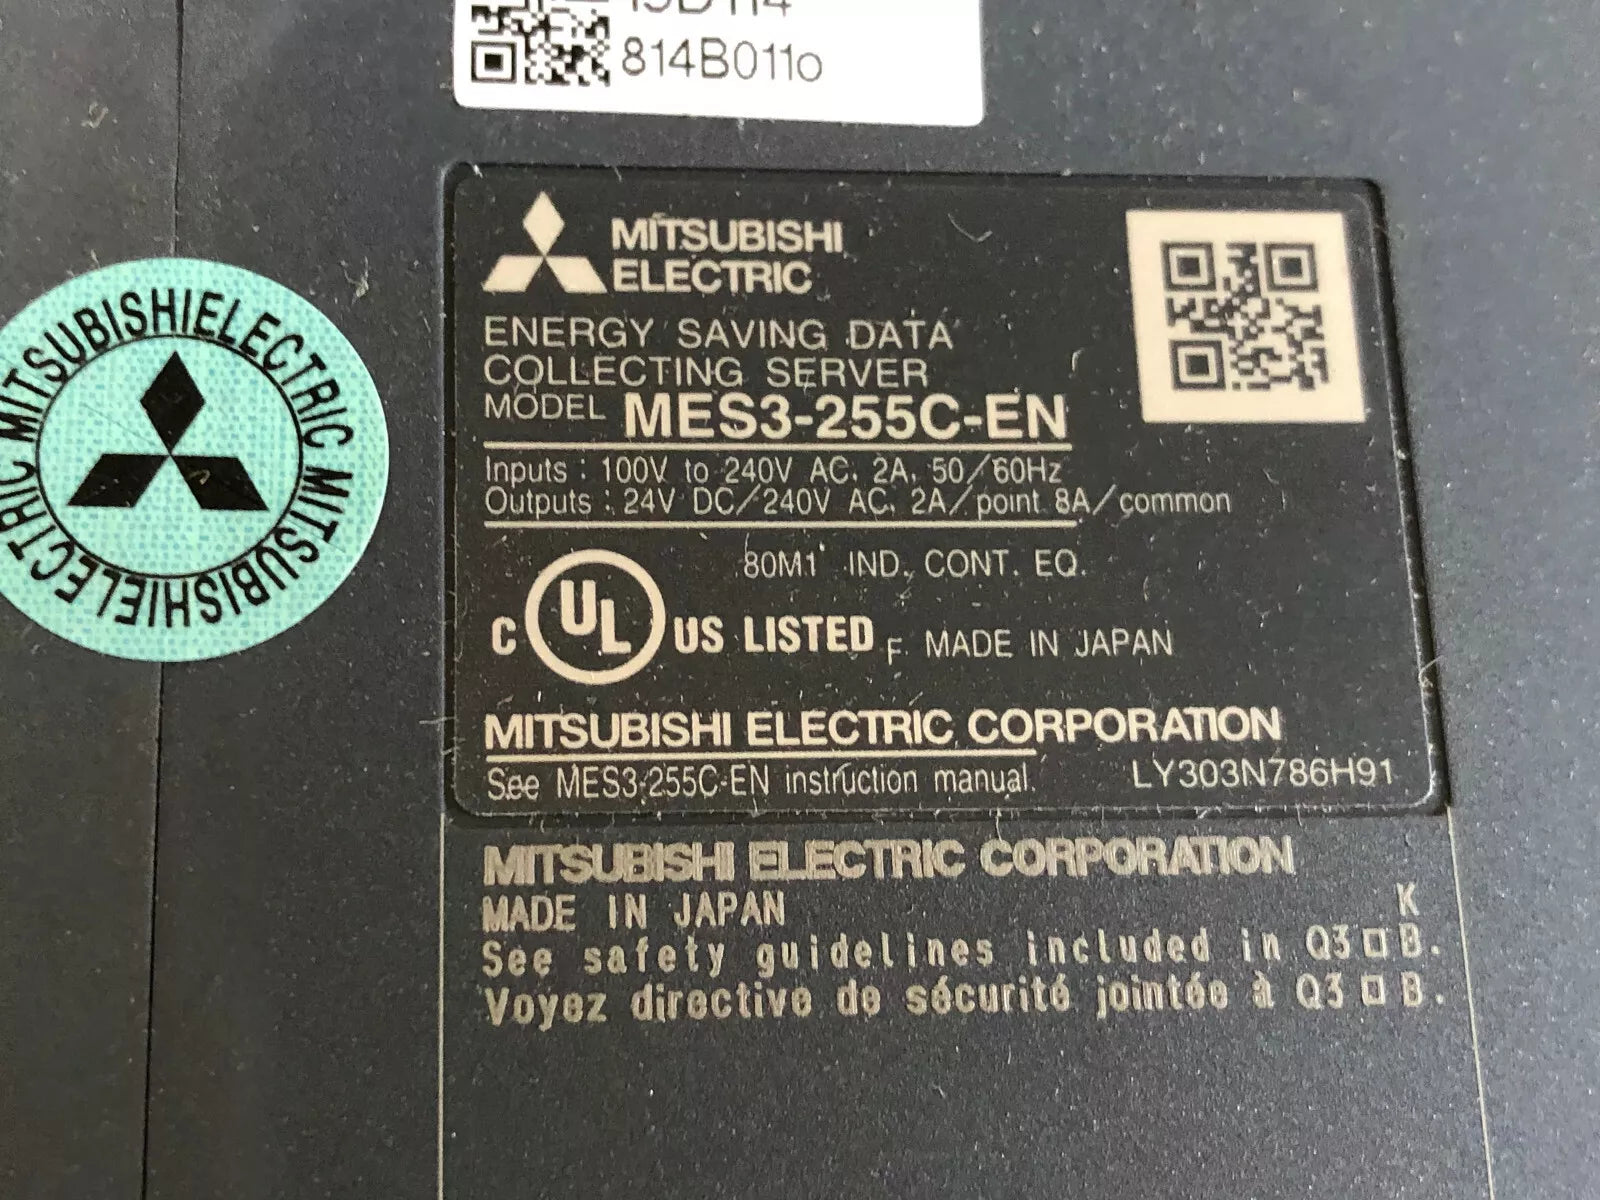 814B011o
MITSUBISHI
ELECTRIC
ENERGY SAVING DATA
COLLECTING SERVER
MODEL MES3-255C-EN
Inputs : 100V to 240V AC, 2A, 50/60Hz
Outputs : 24V DC/240V AC, 2A/point 8A/common
80M1 IND. CONT. EQ.
C UL US LISTED F MADE IN JAPAN
MITSUBISHI ELECTRIC CORPORATION
See MES3-255C-EN instruction manual. LY303N786H91
MITSUBISHI ELECTRIC CORPORATION
MADE IN JAPAN K
See safety guidelines included in Q3□B.
Voyez directive de sécurité jointée à Q3□B.
MITSUBISHIELECTRIC MITSUBISHIELECTRIC